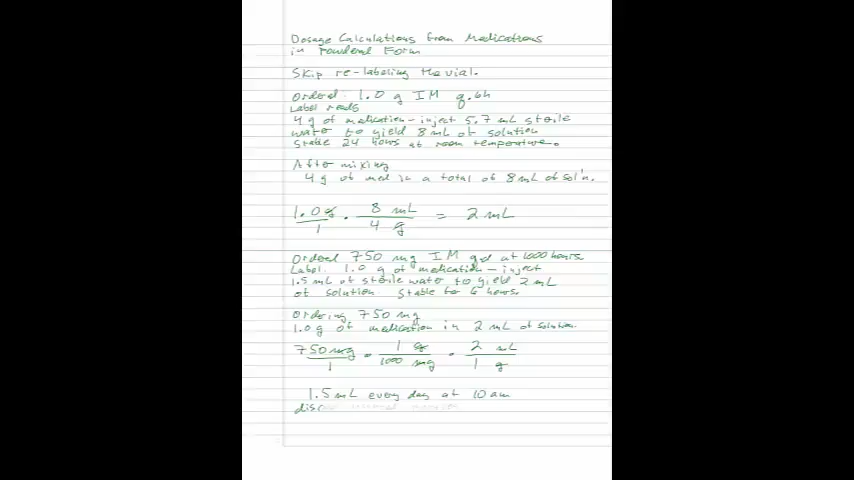 Dosage Calculations from Medications
in Powdered Form
Skip re-labeling the vial.
Ordered: 1.0 g IM q.6h
Label reads
4 g of medication – inject 5.7 mL sterile
water to yield 8 mL of solution
Stable 24 hours at room temperature.
After mixing
4 g of med in a total of 8 mL of sol'n.
1.0 g / 1 · 8 mL / 4 g = 2 mL
Ordered 750 mg IM qd at 1000 hours.
Label: 1.0 g of medication – inject
1.5 mL of sterile water to yield 2 mL
of solution. Stable for 6 hours.
Ordering 750 mg
1.0 g of medication in 2 mL of solution.
750 mg / 1 · 1 g / 1000 mg · 2 mL / 1 g
1.5 mL every day at 10 am